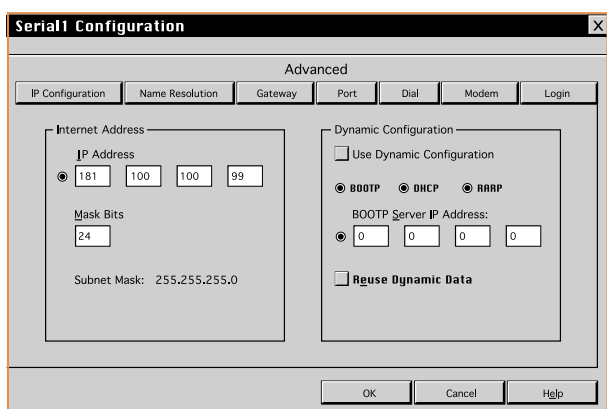 Serial1 Configuration X
Advanced
IP Configuration Name Resolution Gateway Port Dial Modem Login
Internet Address
IP Address
181 100 100 99
Mask Bits
24
Subnet Mask: 255.255.255.0
Dynamic Configuration
Use Dynamic Configuration
BOOTP DHCP RARP
BOOTP Server IP Address:
0 0 0 0
Reuse Dynamic Data
OK Cancel Help